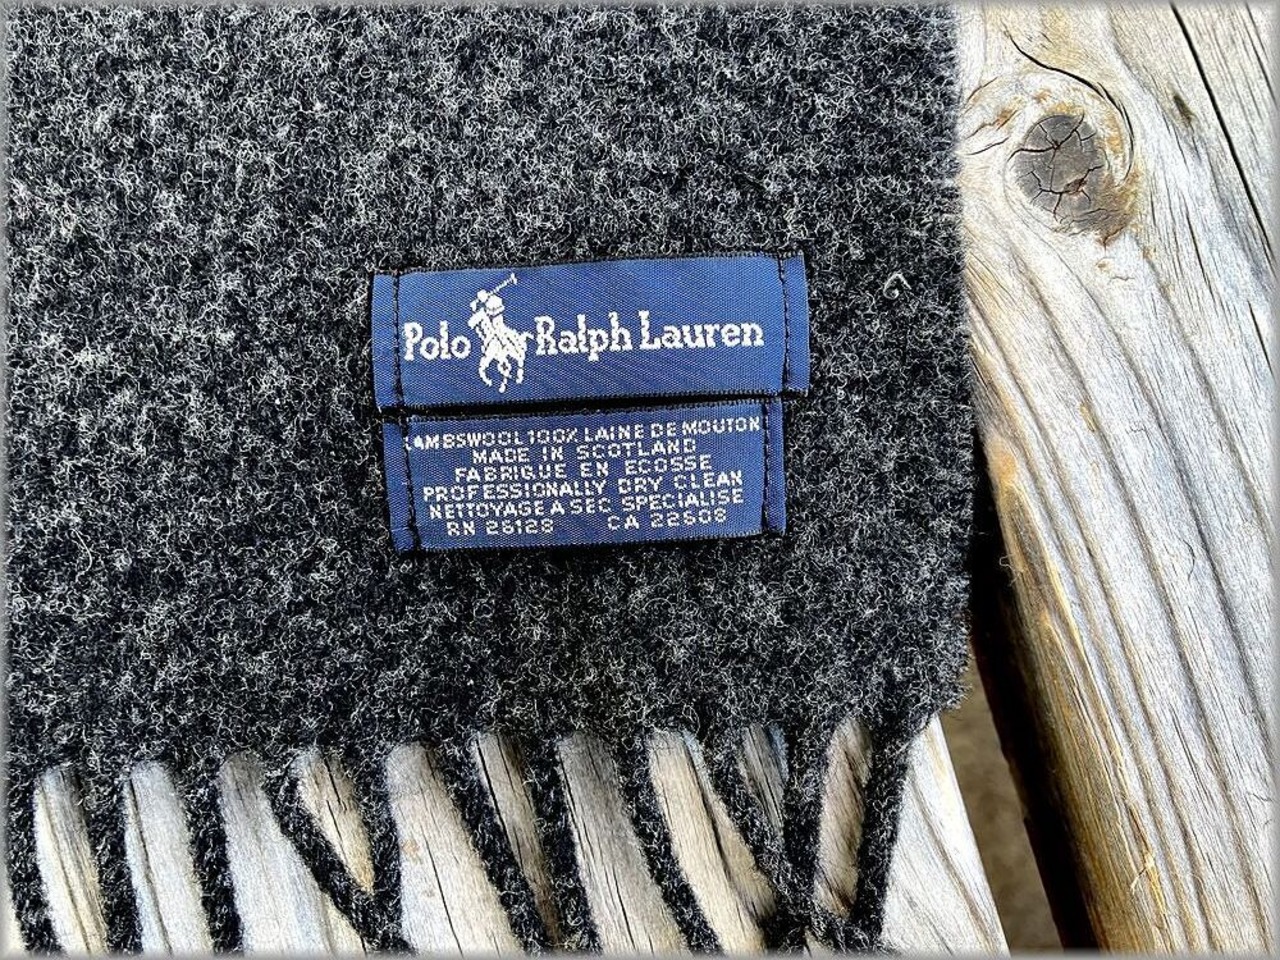 Polo Ralph Lauren
LAMBSWOOL 100% LAINE DE MOUTON
MADE IN SCOTLAND
FABRIQUE EN ECOSSE
PROFESSIONALLY DRY CLEAN
NETTOYAGE A SEC SPECIALISE
RN 26128 CA 22608